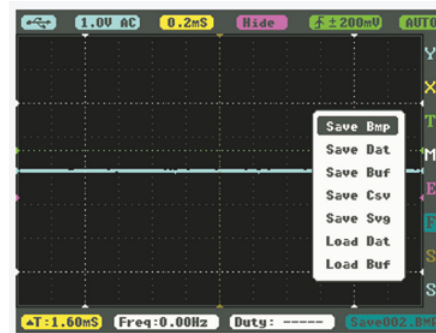 1.0V AC 0.2mS Hide ±200mV AUTO
Y
X
T
M
E
F
S
S
Save Bmp
Save Dat
Save Buf
Save Csv
Save Svg
Load Dat
Load Buf
▲T:1.60mS Freq:0.00Hz Duty: ----- Save002.BMP